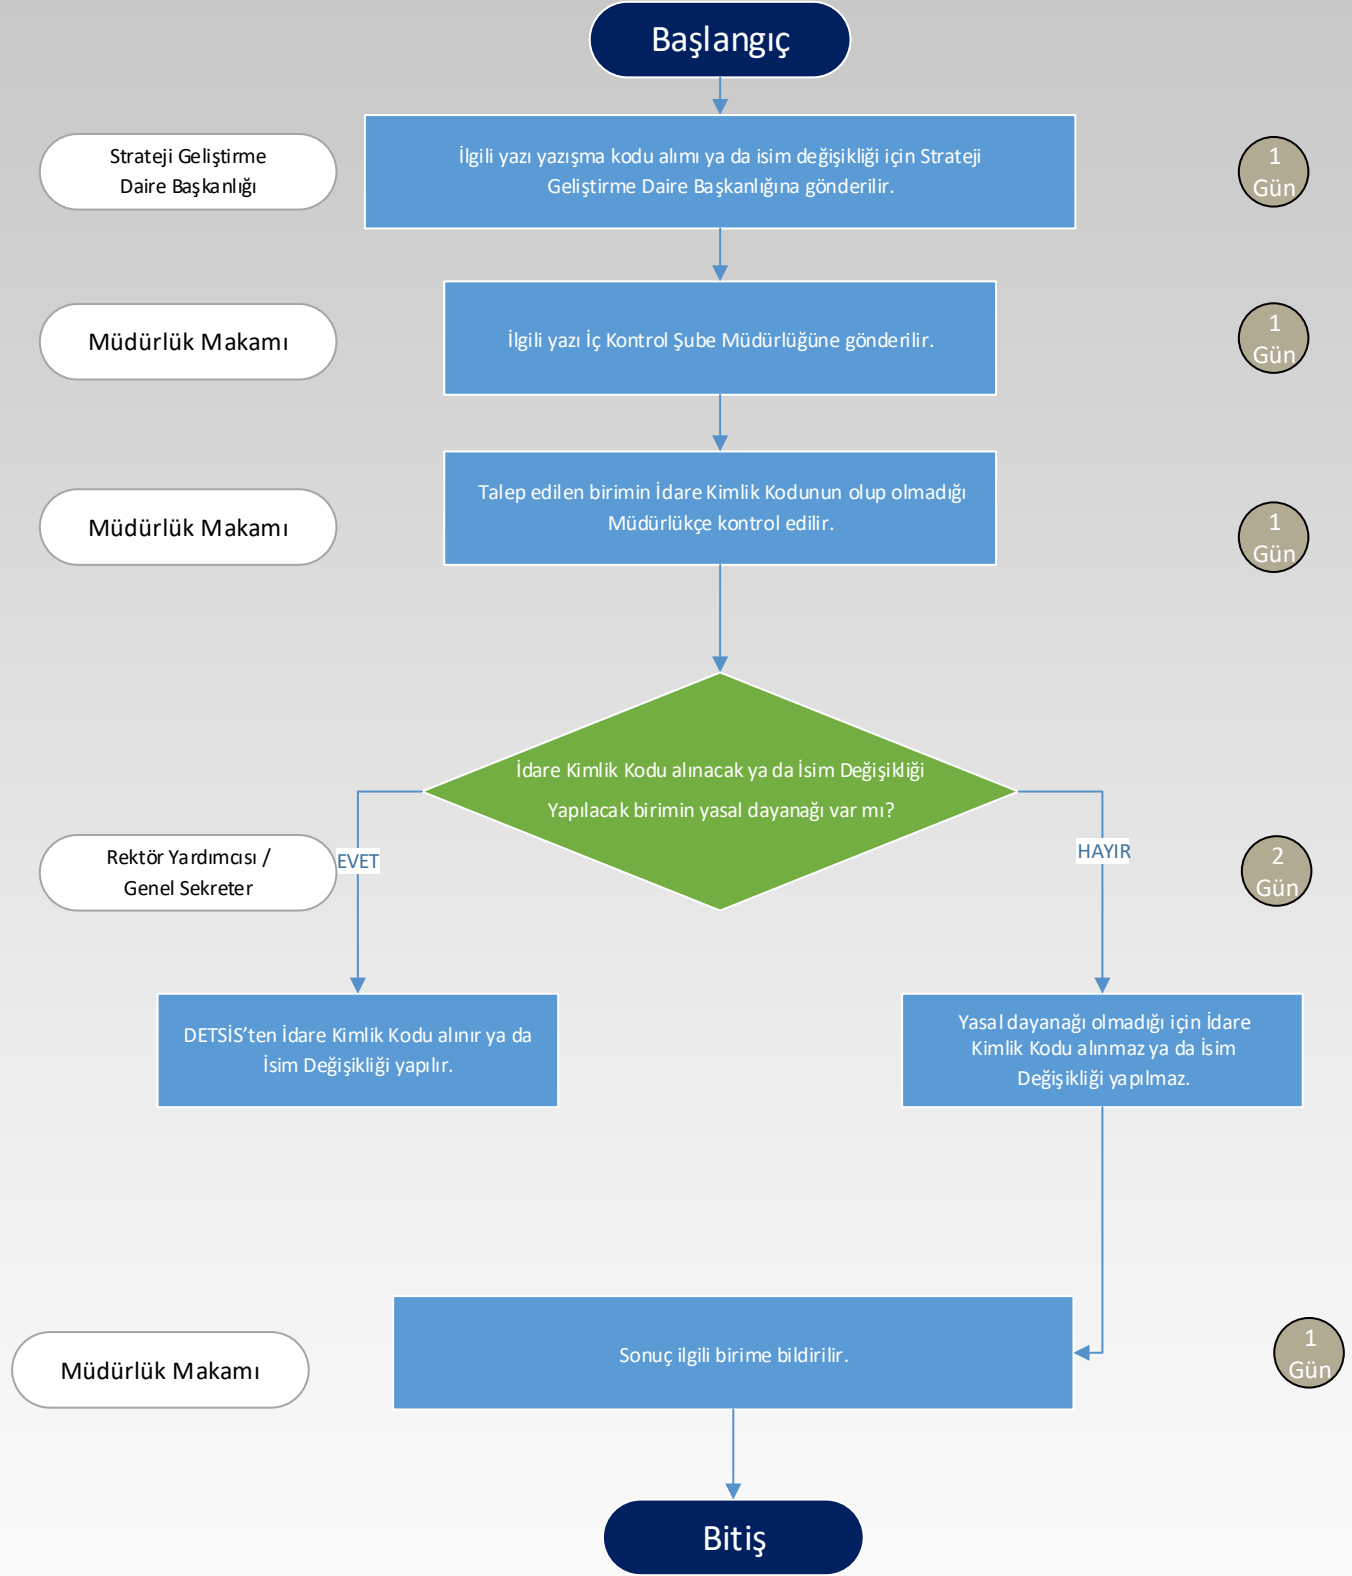 Başlangıç
Strateji Geliştirme
Daire Başkanlığı
İlgili yazı yazışma kodu alımı ya da isim değişikliği için Strateji
Geliştirme Daire Başkanlığına gönderilir.
1
Gün
Müdürlük Makamı
İlgili yazı İç Kontrol Şube Müdürlüğüne gönderilir.
1
Gün
Müdürlük Makamı
Talep edilen birimin İdare Kimlik Kodunun olup olmadığı
Müdürlükçe kontrol edilir.
1
Gün
İdare Kimlik Kodu alınacak ya da İsim Değişikliği
Yapılacak birimin yasal dayanağı var mı?
Rektör Yardımcısı /
Genel Sekreter
EVET
HAYIR
2
Gün
DETSİS’ten İdare Kimlik Kodu alınır ya da
İsim Değişikliği yapılır.
Yasal dayanağı olmadığı için İdare
Kimlik Kodu alınmaz ya da İsim
Değişikliği yapılmaz.
Müdürlük Makamı
Sonuç ilgili birime bildirilir.
1
Gün
Bitiş